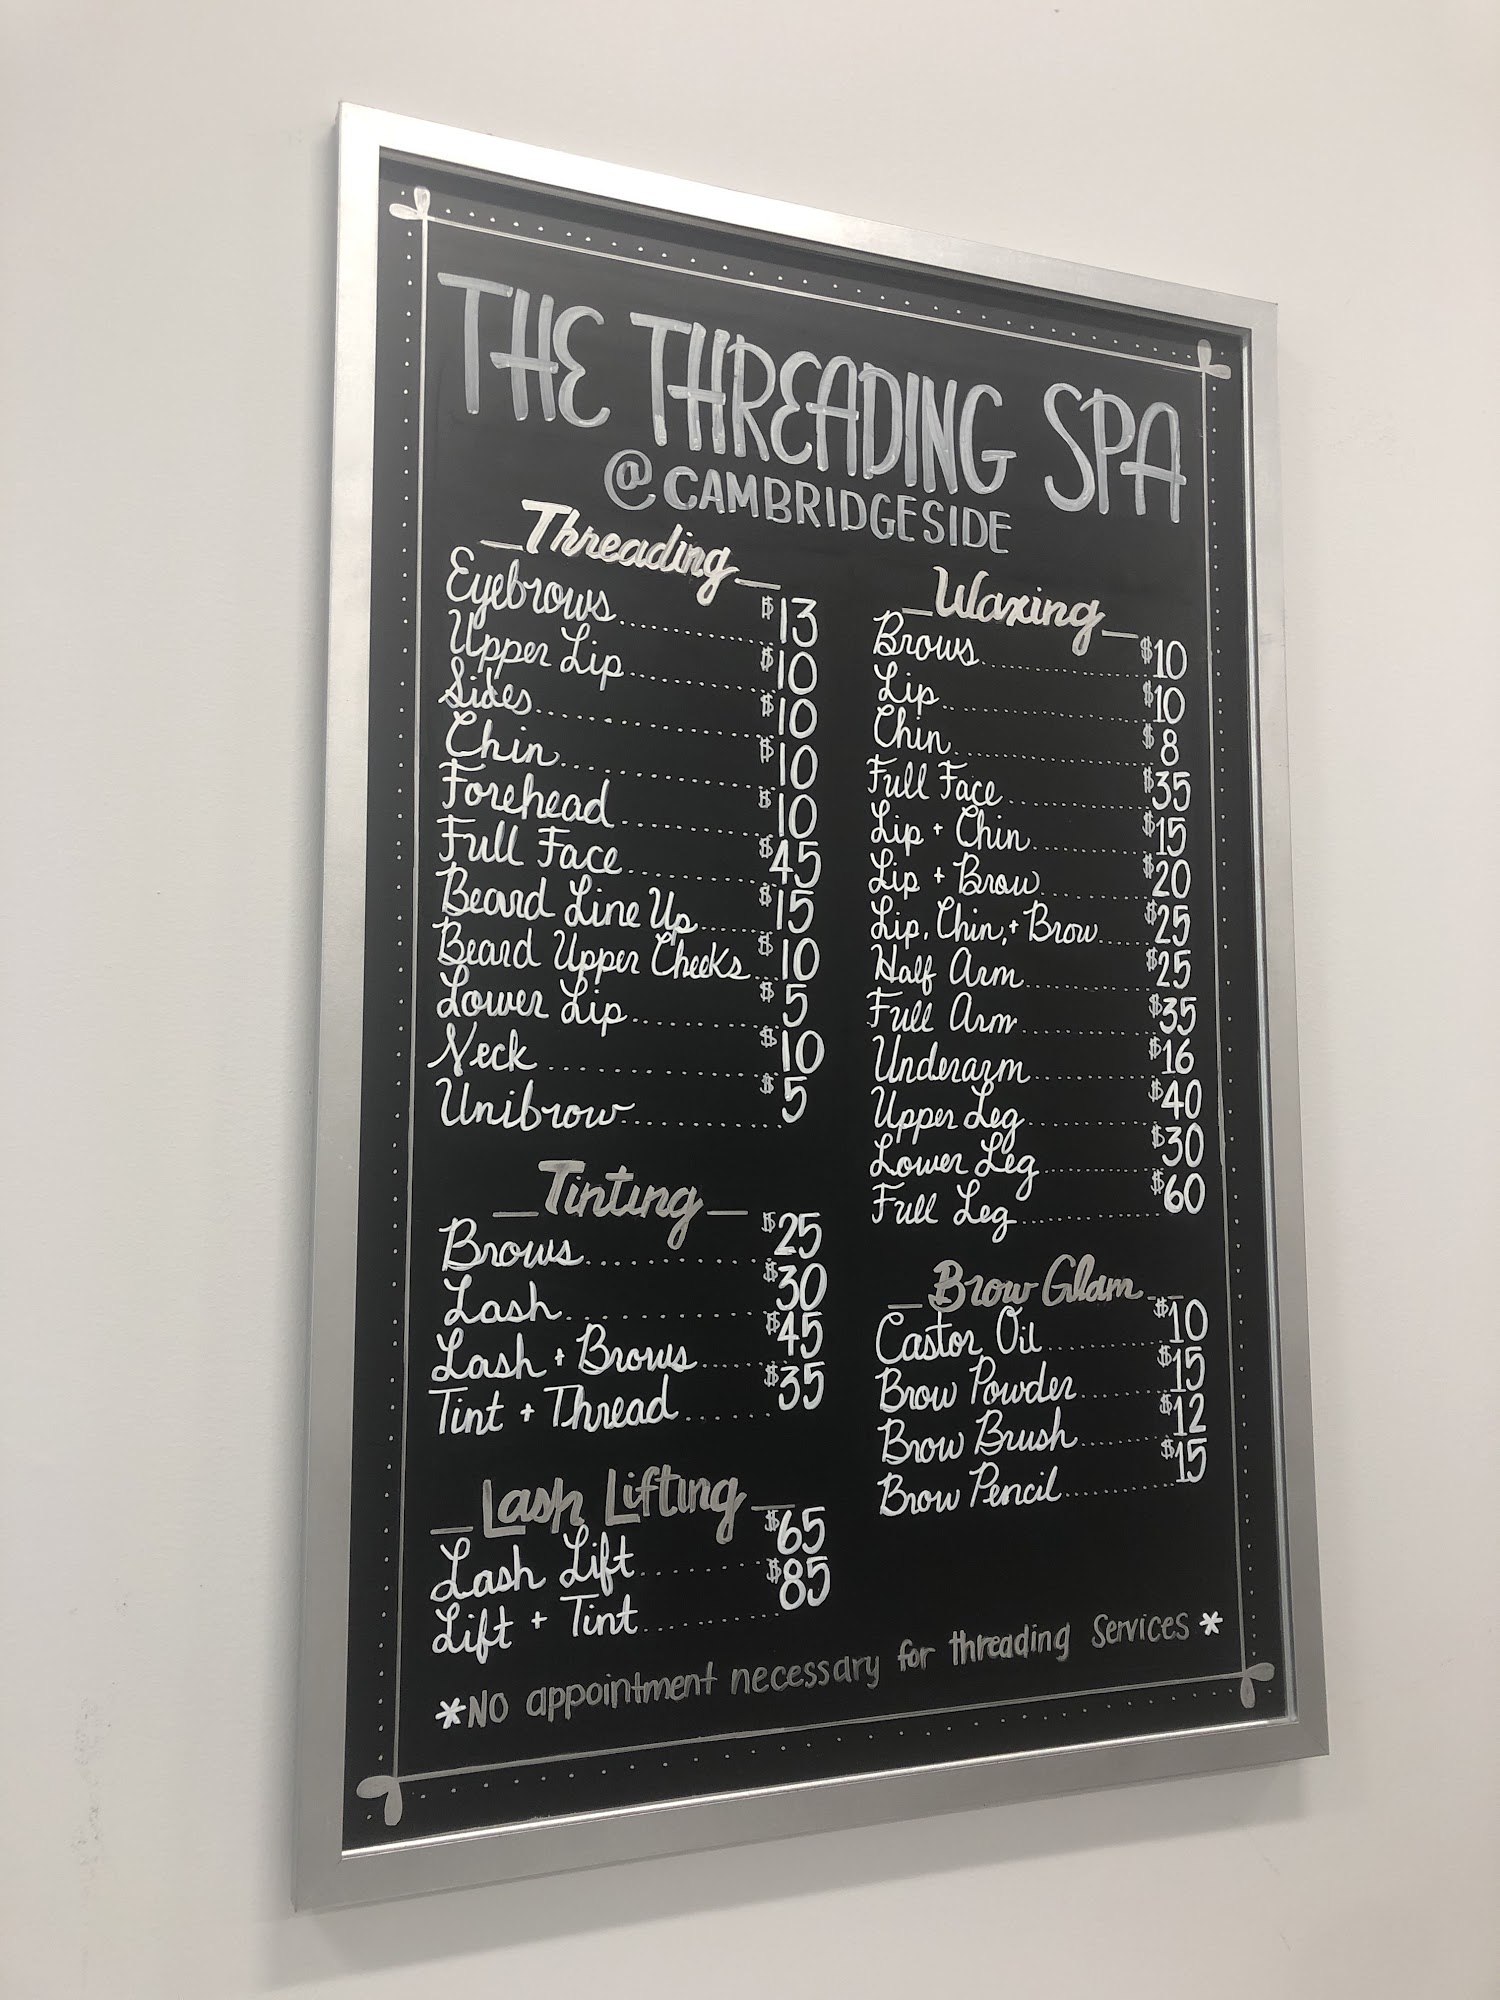 THE THREADING SPA
@CAMBRIDGESIDE
Threading
Eyebrows $13
Upper Lip $10
Sides $10
Chin $10
Forehead $10
Full Face $45
Beard Line Up $15
Beard Upper Cheeks $10
Lower Lip $5
Neck $10
Unibrow $5
Tinting
Brows $25
Lash $30
Lash + Brows $45
Tint + Thread $35
Lash Lifting
Lash Lift $65
Lift + Tint $85
Waxing
Brows $10
Lip $10
Chin $8
Full Face $35
Lip + Chin $15
Lip + Brow $20
Lip, Chin, + Brow $25
Half Arm $25
Full Arm $35
Underarm $16
Upper Leg $40
Lower Leg $30
Full Leg $60
Brow Glam
Castor Oil $10
Brow Powder $15
Brow Brush $12
Brow Pencil $15
*No appointment necessary for threading services*